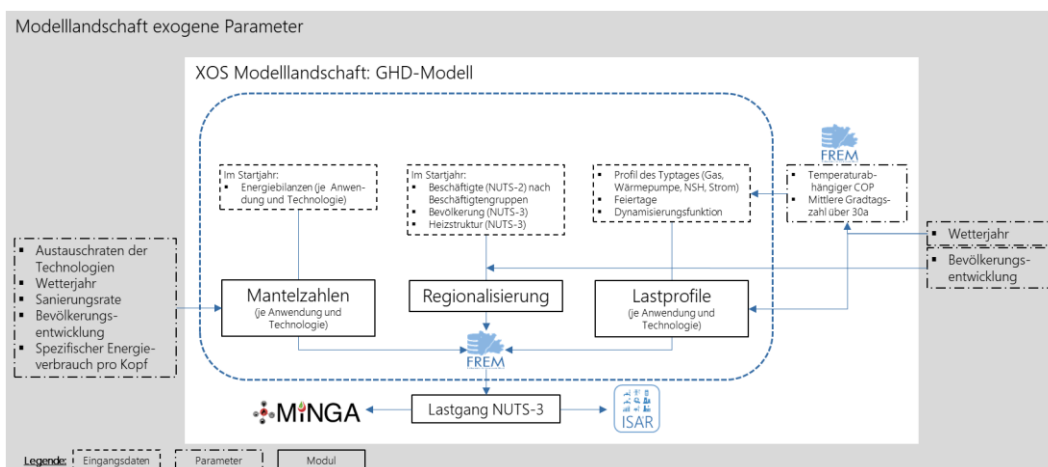 Modelllandschaft exogene Parameter
XOS Modelllandschaft: GHD-Modell
FREM
Im Startjahr:
▪ Energiebilanzen (je Anwen-
dung und Technologie)
Im Startjahr:
▪ Beschäftigte (NUTS-2) nach
Beschäftigtengruppen
▪ Bevölkerung (NUTS-3)
▪ Heizstruktur (NUTS-3)
▪ Profil des Typtages (Gas,
Wärmepumpe, NSH, Strom)
▪ Feiertage
▪ Dynamisierungsfunktion
▪ Temperaturab-
hängiger COP
▪ Mittlere Gradtags-
zahl über 30a
▪ Wetterjahr
▪ Bevölkerungs-
entwicklung
▪ Austauschraten der
Technologien
▪ Wetterjahr
▪ Sanierungsrate
▪ Bevölkerungs-
entwicklung
▪ Spezifischer Energie-
verbrauch pro Kopf
Mantelzahlen
(je Anwendung und
Technologie)
Regionalisierung
Lastprofile
(je Anwendung und
Technologie)
FREM
MiNGA
Lastgang NUTS-3
ISAR
Legende:
Eingangsdaten
Parameter
Modul